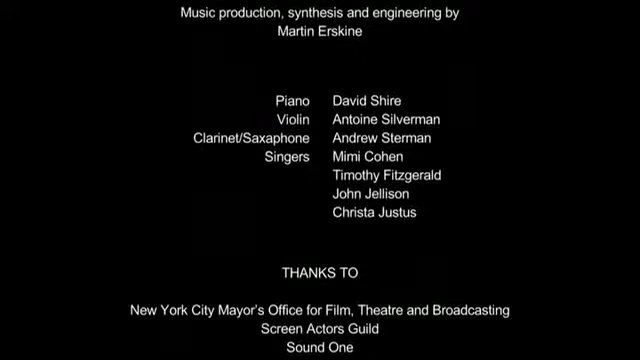 Music production, synthesis and engineering by
Martin Erskine
Piano David Shire
Violin Antoine Silverman
Clarinet/Saxaphone Andrew Sterman
Singers Mimi Cohen
Timothy Fitzgerald
John Jellison
Christa Justus
THANKS TO
New York City Mayor's Office for Film, Theatre and Broadcasting
Screen Actors Guild
Sound One